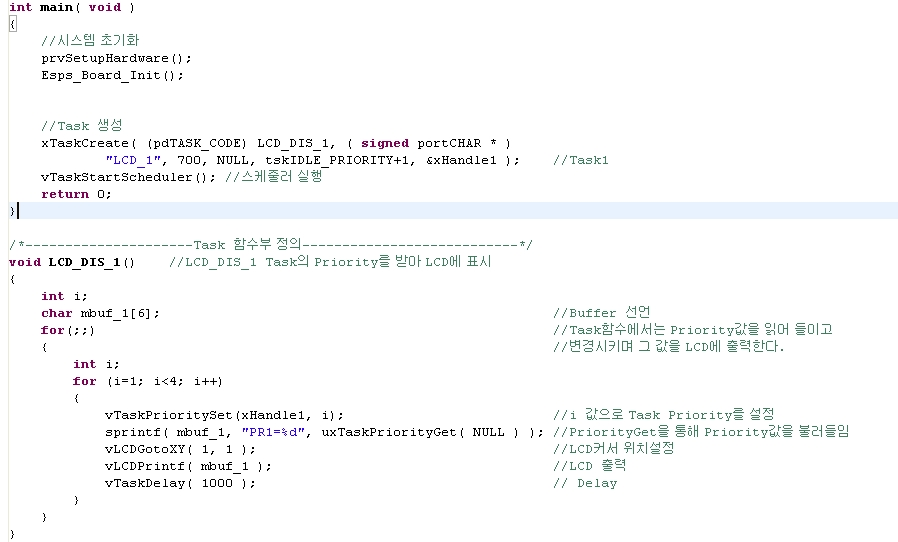 int main( void )
{
    //시스템 초기화
    prvSetupHardware();
    Esps_Board_Init();
    //Task 생성
    xTaskCreate( (pdTASK_CODE) LCD_DIS_1, ( signed portCHAR * )
            "LCD_1", 700, NULL, tskIDLE_PRIORITY+1, &xHandle1 );    //Task1
    vTaskStartScheduler(); //스케줄러 실행
    return 0;
}
/*---------------------Task 함수부 정의---------------------------*/
void LCD_DIS_1()    //LCD_DIS_1 Task의 Priority를 받아 LCD에 표시
{
    int i;
    char mbuf_1[6];    //Buffer 선언
    for(;;)    //Task함수에서는 Priority값을 읽어 들이고
    {    //변경시키며 그 값을 LCD에 출력한다.
        int i;
        for (i=1; i<4; i++)
        {
            vTaskPrioritySet(xHandle1, i);    //i 값으로 Task Priority를 설정
            sprintf( mbuf_1, "PR1=%d", uxTaskPriorityGet( NULL ) ); //PriorityGet을 통해 Priority값을 불러들임
            vLCDGotoXY( 1, 1 );    //LCD커서 위치설정
            vLCDPrintf( mbuf_1 );    //LCD 출력
            vTaskDelay( 1000 );    // Delay
        }
    }
}